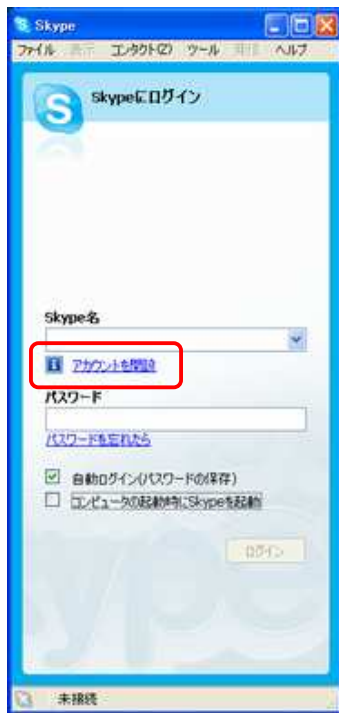 Skype
ファイル 表示 コンタクト(Z) ツール 通話 ヘルプ
Skypeにログイン
Skype名
アカウントを開設
パスワード
パスワードを忘れたら
自動ログイン(パスワードの保存)
コンピュータの起動時にSkypeを起動
ログイン
未接続